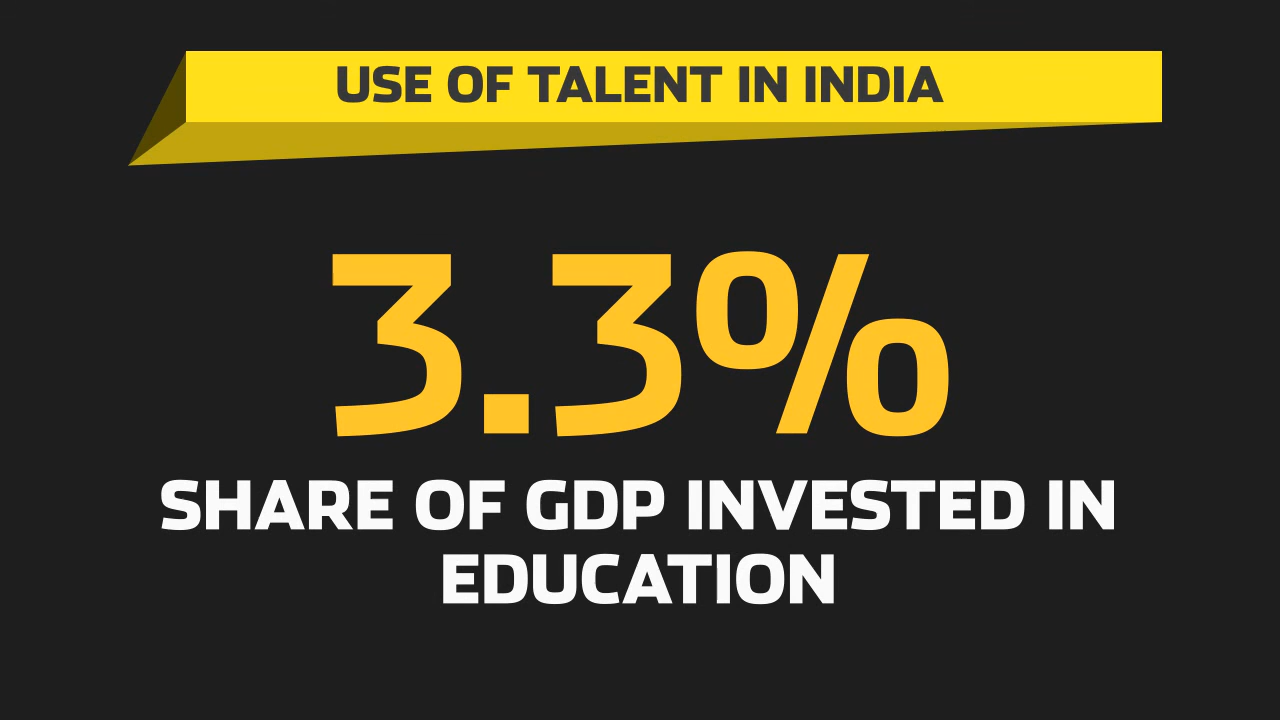 USE OF TALENT IN INDIA
3.3%
SHARE OF GDP INVESTED IN
EDUCATION